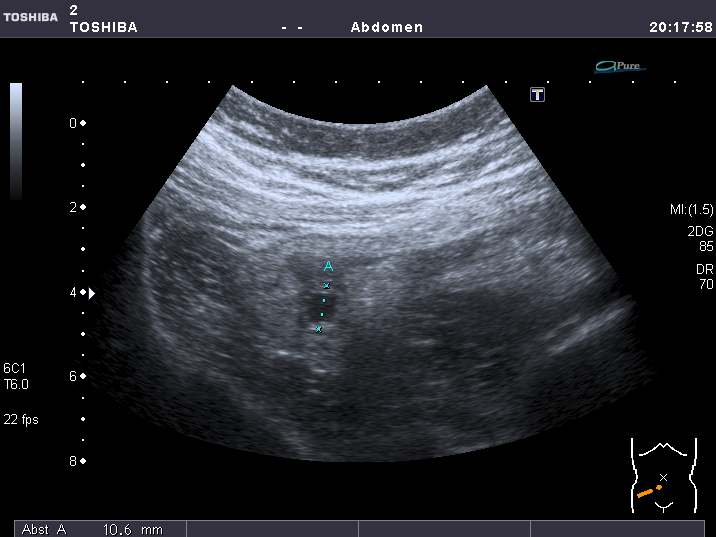 TOSHIBA
2
TOSHIBA
- -
Abdomen
20:17:58
aPure
T
0
2
4
6
8
A
MI:(1.5)
2DG
85
DR
70
6C1
T6.0
22 fps
Abst A 10.6 mm